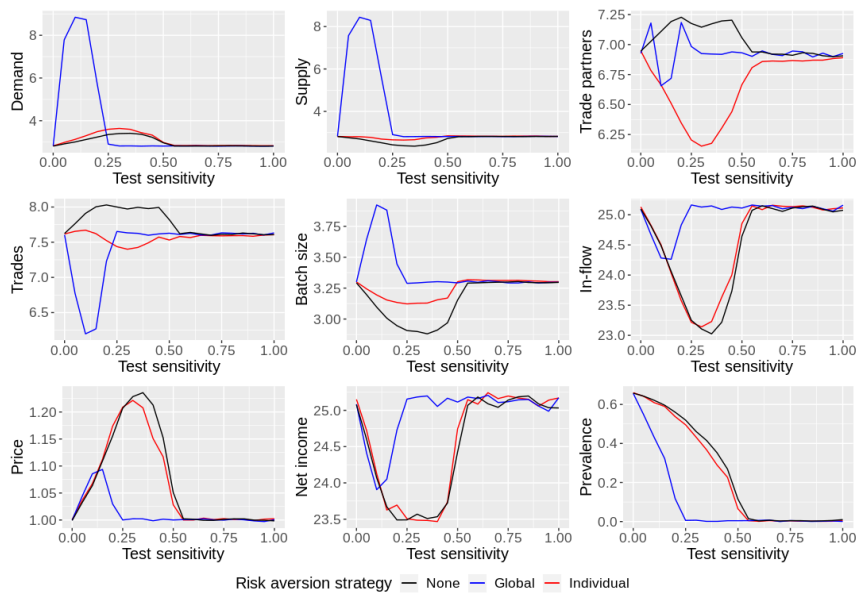 Demand
8
6
4
0.00 0.25 0.50 0.75 1.00
Test sensitivity
Supply
8
6
4
0.00 0.25 0.50 0.75 1.00
Test sensitivity
Trade partners
7.25
7.00
6.75
6.50
6.25
0.00 0.25 0.50 0.75 1.00
Test sensitivity
Trades
8.0
7.5
7.0
6.5
0.00 0.25 0.50 0.75 1.00
Test sensitivity
Batch size
3.75
3.50
3.25
3.00
0.00 0.25 0.50 0.75 1.00
Test sensitivity
In-flow
25.0
24.5
24.0
23.5
23.0
0.00 0.25 0.50 0.75 1.00
Test sensitivity
Price
1.20
1.15
1.10
1.05
1.00
0.00 0.25 0.50 0.75 1.00
Test sensitivity
Net income
25.0
24.5
24.0
23.5
0.00 0.25 0.50 0.75 1.00
Test sensitivity
Prevalence
0.6
0.4
0.2
0.0
0.00 0.25 0.50 0.75 1.00
Test sensitivity
Risk aversion strategy None Global Individual